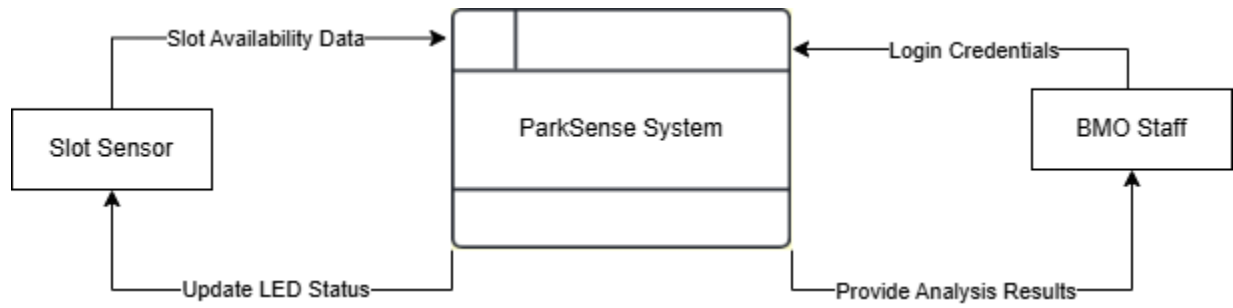 Slot Availability Data
Login Credentials
Slot Sensor
ParkSense System
BMO Staff
Update LED Status
Provide Analysis Results